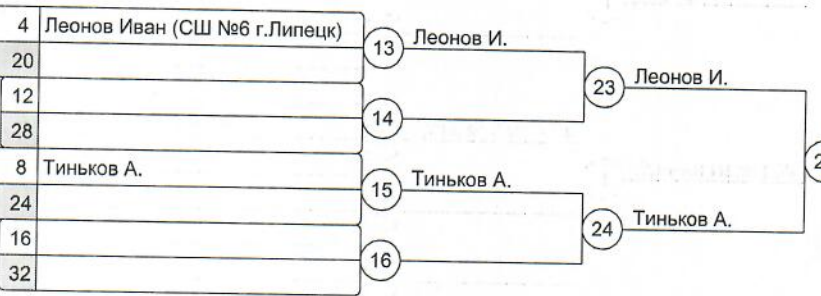 4 Леонов Иван (СШ №6 г.Липецк)
20
13 Леонов И.
12
28
14
23 Леонов И.
8 Тиньков А.
24
15 Тиньков А.
16
32
16
24 Тиньков А.